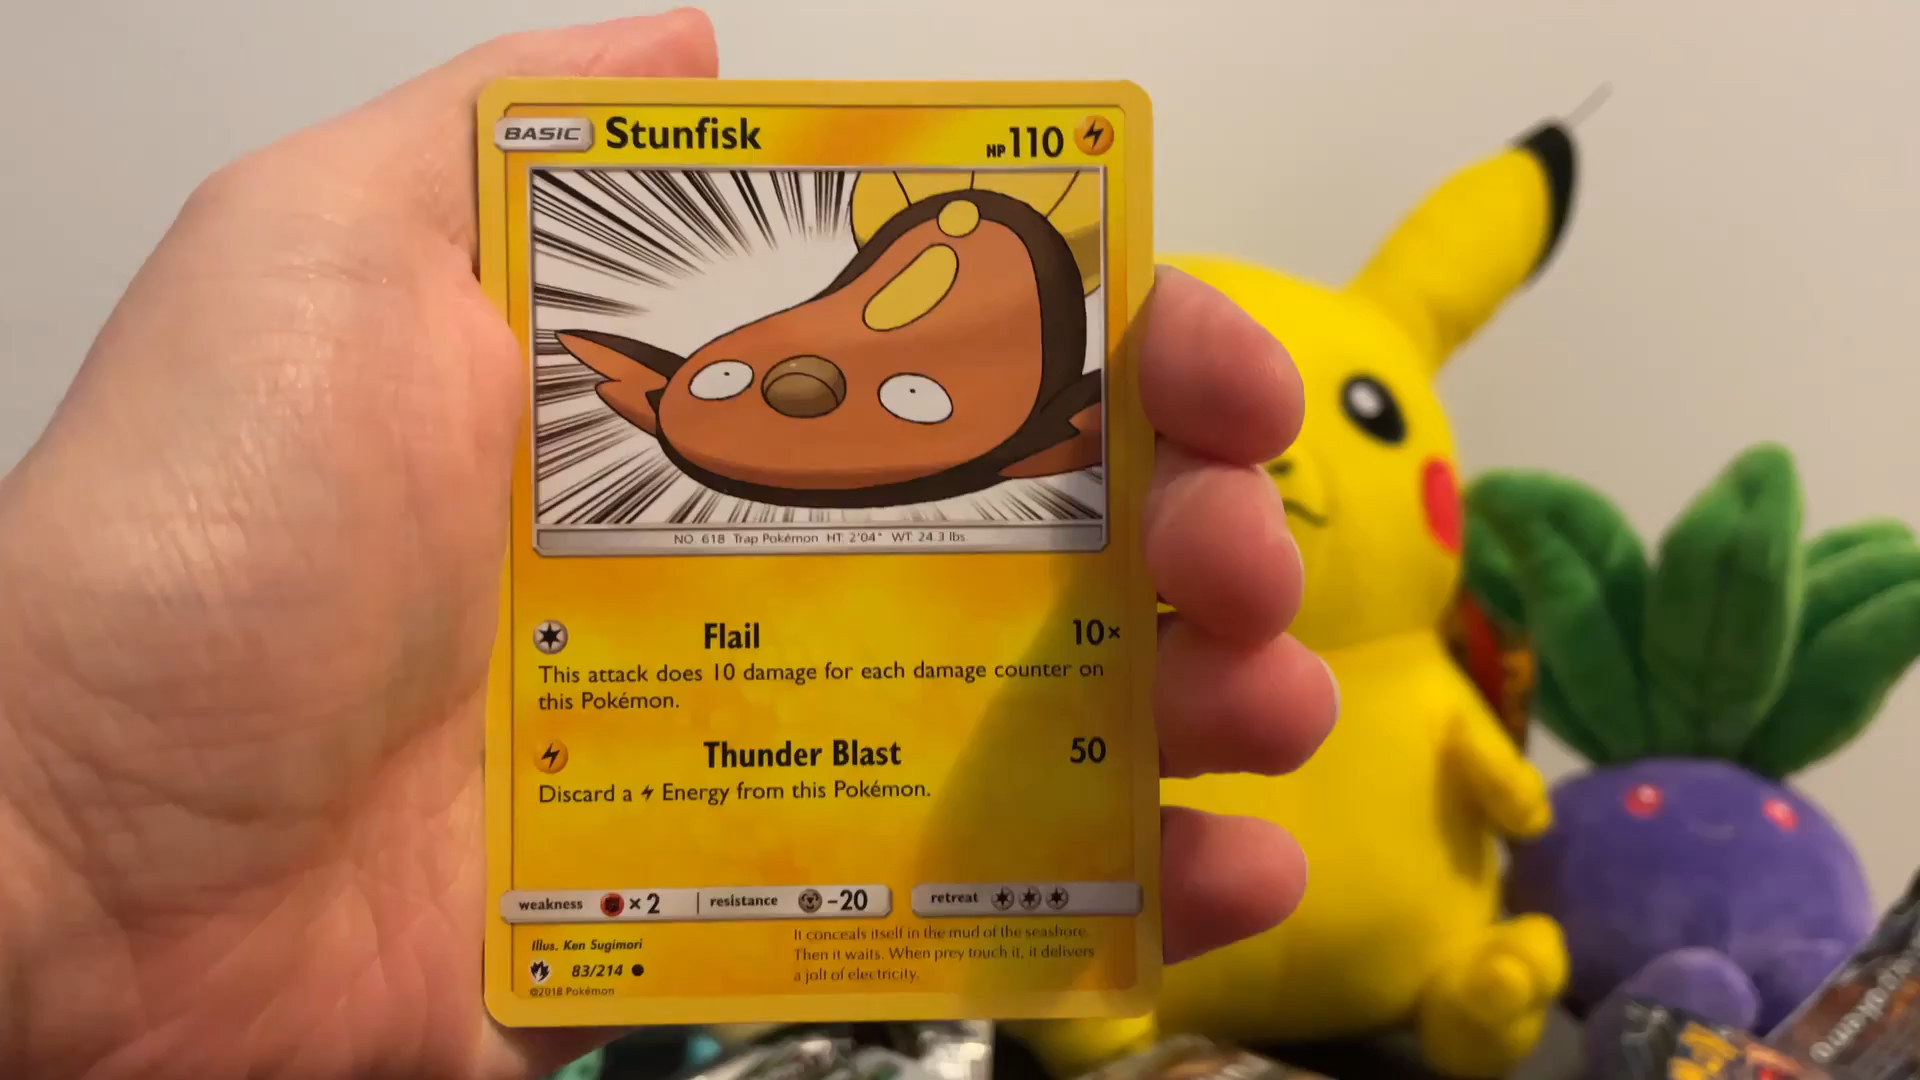 BASIC Stunfisk HP 110
NO. 618 Trap Pokémon HT: 2'04" WT: 24.3 lbs.
Flail 10×
This attack does 10 damage for each damage counter on
this Pokémon.
Thunder Blast 50
Discard a Energy from this Pokémon.
weakness ×2 resistance -20 retreat
Illus. Ken Sugimori
83/214
©2018 Pokémon
It conceals itself in the mud of the seashore.
Then it waits. When prey touch it, it delivers
a jolt of electricity.